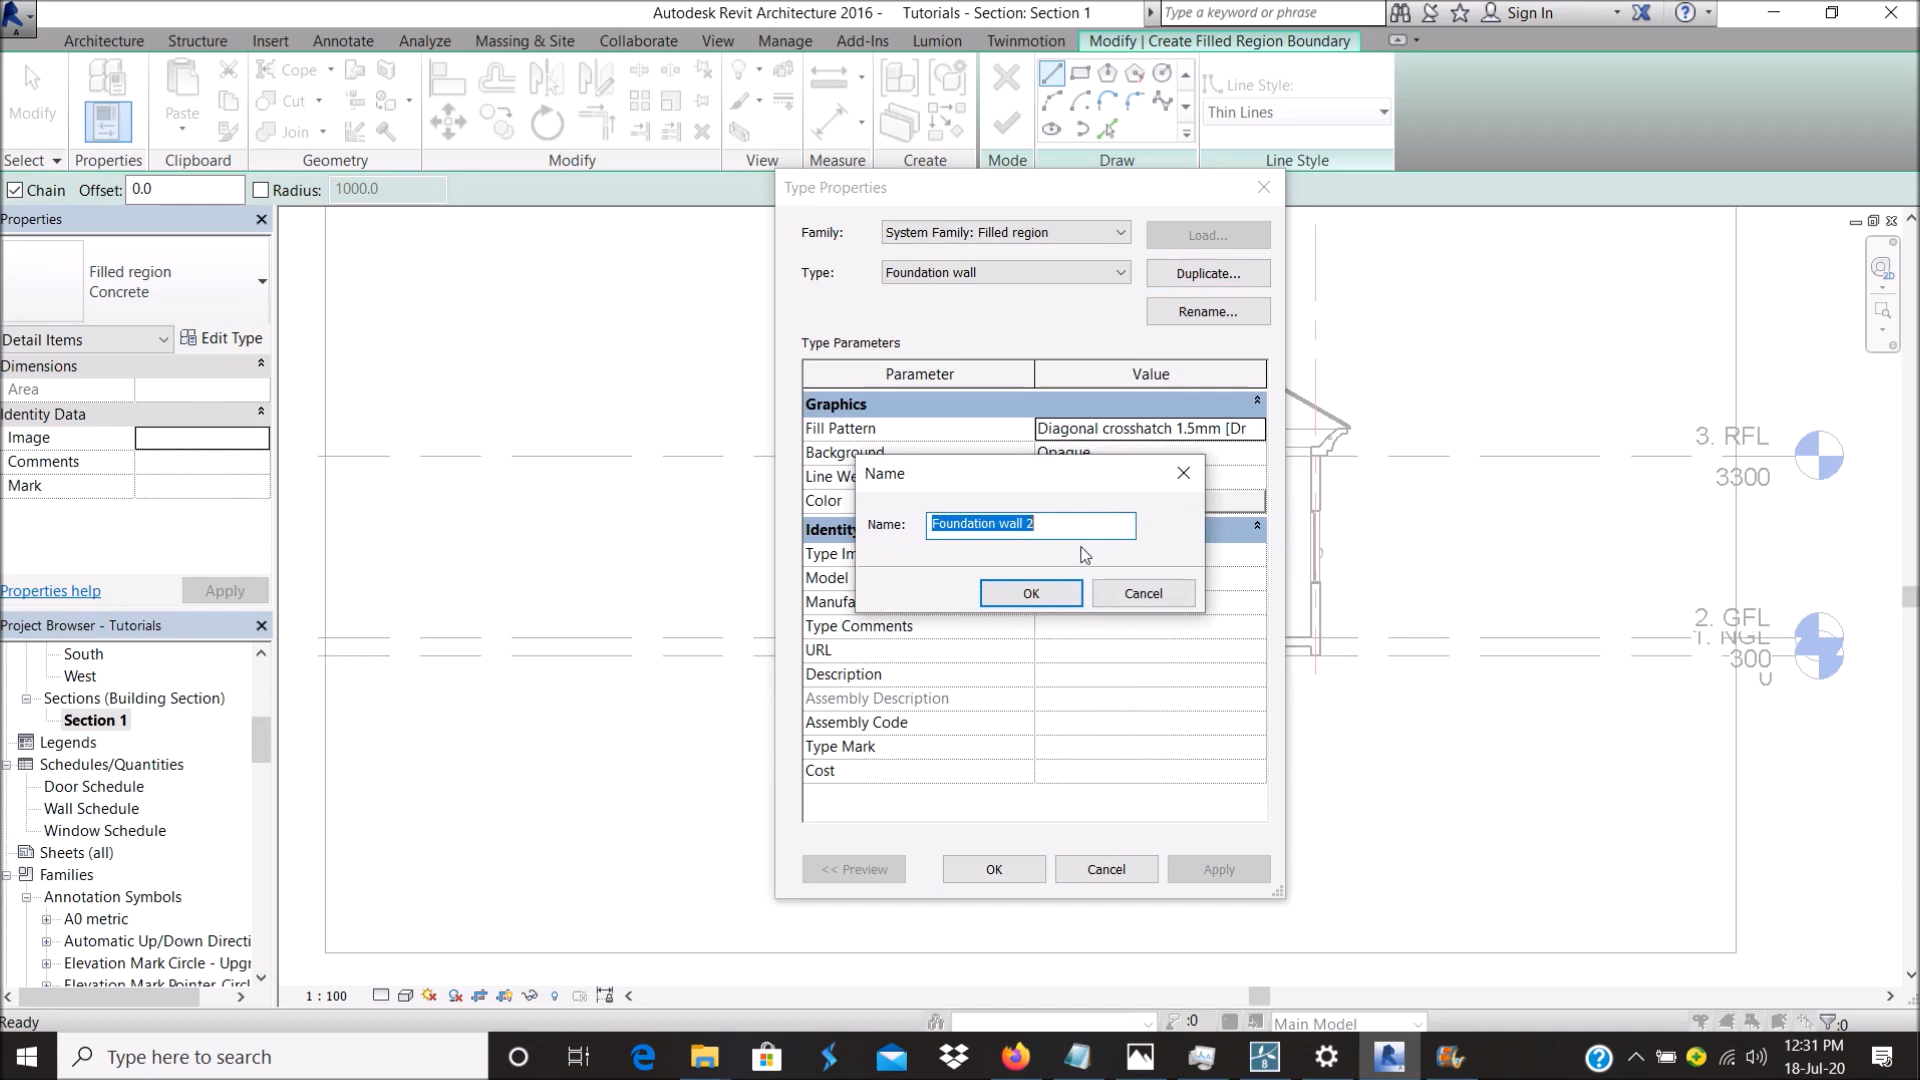 Autodesk Revit Architecture 2016 - Tutorials - Section: Section 1
Type a keyword or phrase
Sign In
Architecture Structure Insert Annotate Analyze Massing & Site Collaborate View Manage Add-Ins Lumion Twinmotion Modify | Create Filled Region Boundary
Modify
Paste
Cope
Cut
Join
Line Style:
Thin Lines
Select Properties Clipboard Geometry Modify View Measure Create Mode Draw Line Style
Chain Offset: 0.0 Radius: 1000.0
Properties
Filled region
Concrete
Detail Items
Edit Type
Dimensions
Area
Identity Data
Image
Comments
Mark
Properties help
Apply
Project Browser - Tutorials
South
West
Sections (Building Section)
Section 1
Legends
Schedules/Quantities
Door Schedule
Wall Schedule
Window Schedule
Sheets (all)
Families
Annotation Symbols
A0 metric
Automatic Up/Down Directi
Elevation Mark Circle - Upgr
Elevation Mark Pointer Circl
Type Properties
Family: System Family: Filled region Load...
Type: Foundation wall Duplicate...
Rename...
Type Parameters
Parameter Value
Graphics
Fill Pattern Diagonal crosshatch 1.5mm [Dr
Background Opaque
Line We
Color
Identity
Type Im
Model
Manufa
Type Comments
URL
Description
Assembly Description
Assembly Code
Type Mark
Cost
<< Preview OK Cancel Apply
Name
Name: Foundation wall 2
OK Cancel
3. RFL
3300
2. GFL
1. NGL
300
0
2D
1 : 100
Ready
:0
Main Model
:0
Type here to search
12:31 PM
18-Jul-20